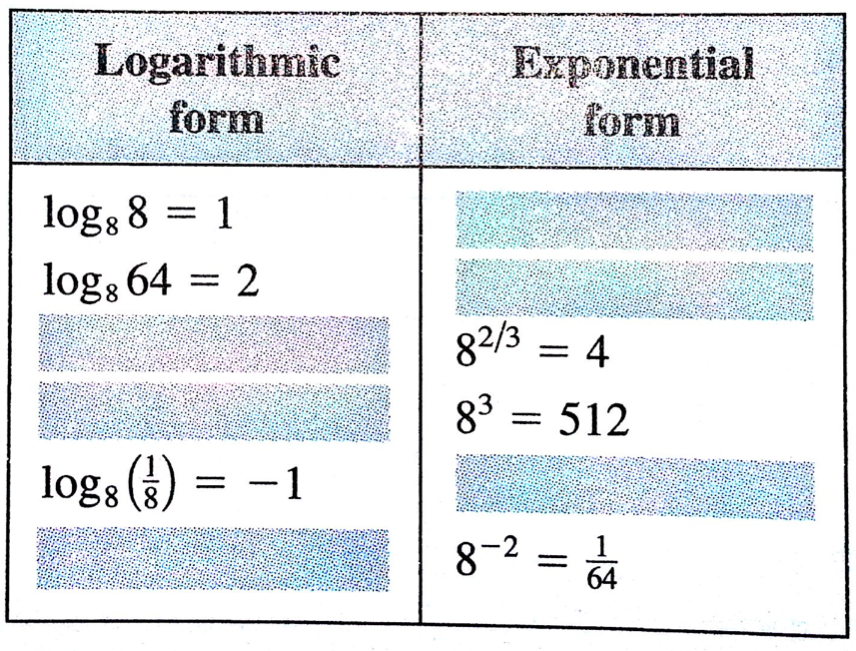 Logarithmic form
Exponential form
log₈ 8 = 1
log₈ 64 = 2
8^{2/3} = 4
8³ = 512
log₈(1/8) = −1
8⁻² = 1/64